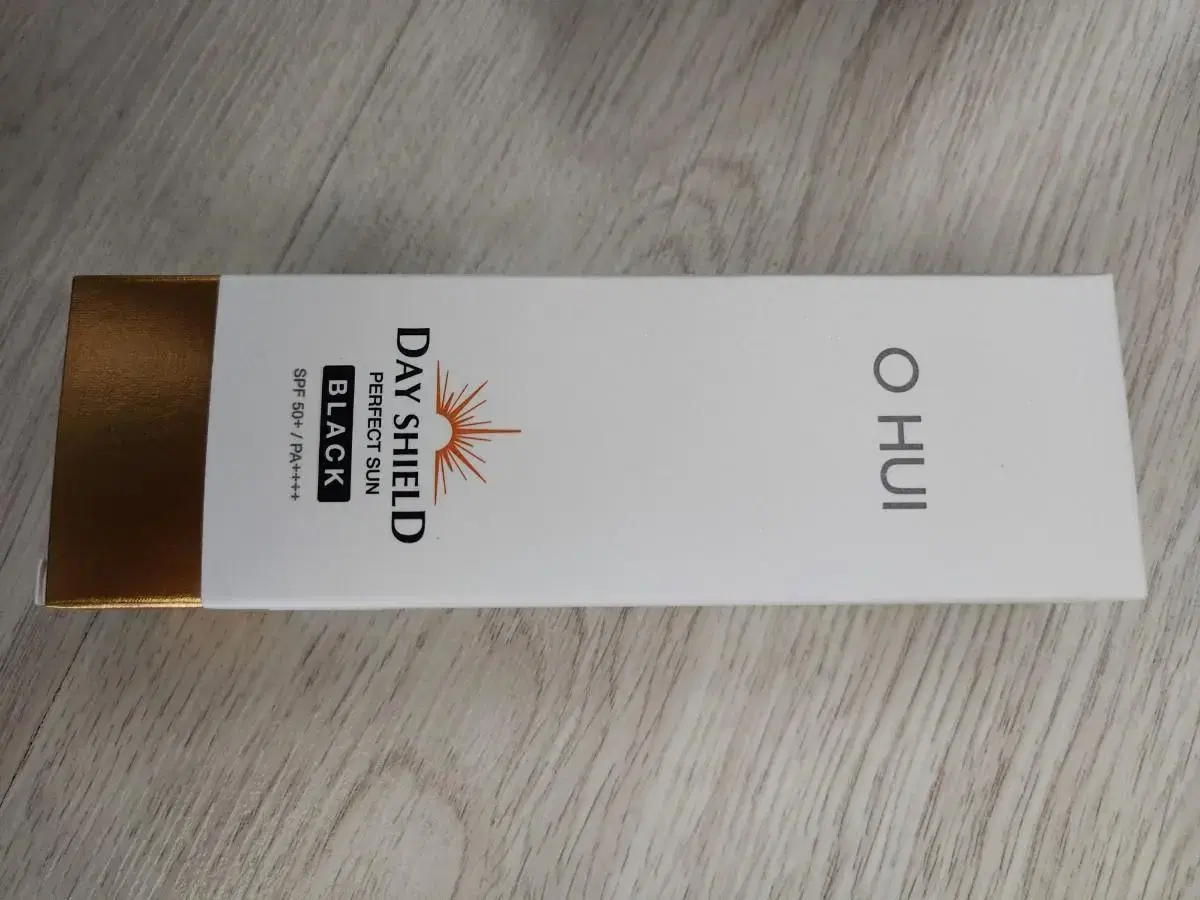 O HUI
DAY SHIELD
PERFECT SUN
BLACK
SPF 50+ / PA++++